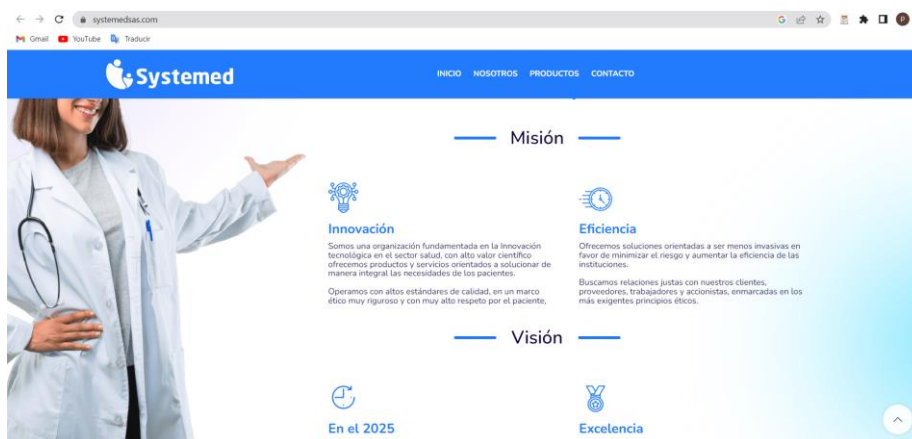 systemedsas.com
Gmail YouTube Traducir
Systemed
INICIO NOSOTROS PRODUCTOS CONTACTO
Misión
Innovación
Somos una organización fundamentada en la Innovación
tecnológica en el sector salud, con alto valor científico
ofrecemos productos y servicios orientados a solucionar de
manera integral las necesidades de los pacientes.
Operamos con altos estándares de calidad, en un marco
ético muy riguroso y con muy alto respeto por el paciente,
Eficiencia
Ofrecemos soluciones orientadas a ser menos invasivas en
favor de minimizar el riesgo y aumentar la eficiencia de las
instituciones.
Buscamos relaciones justas con nuestros clientes,
proveedores, trabajadores y accionistas, enmarcadas en los
más exigentes principios éticos.
Visión
En el 2025
Excelencia